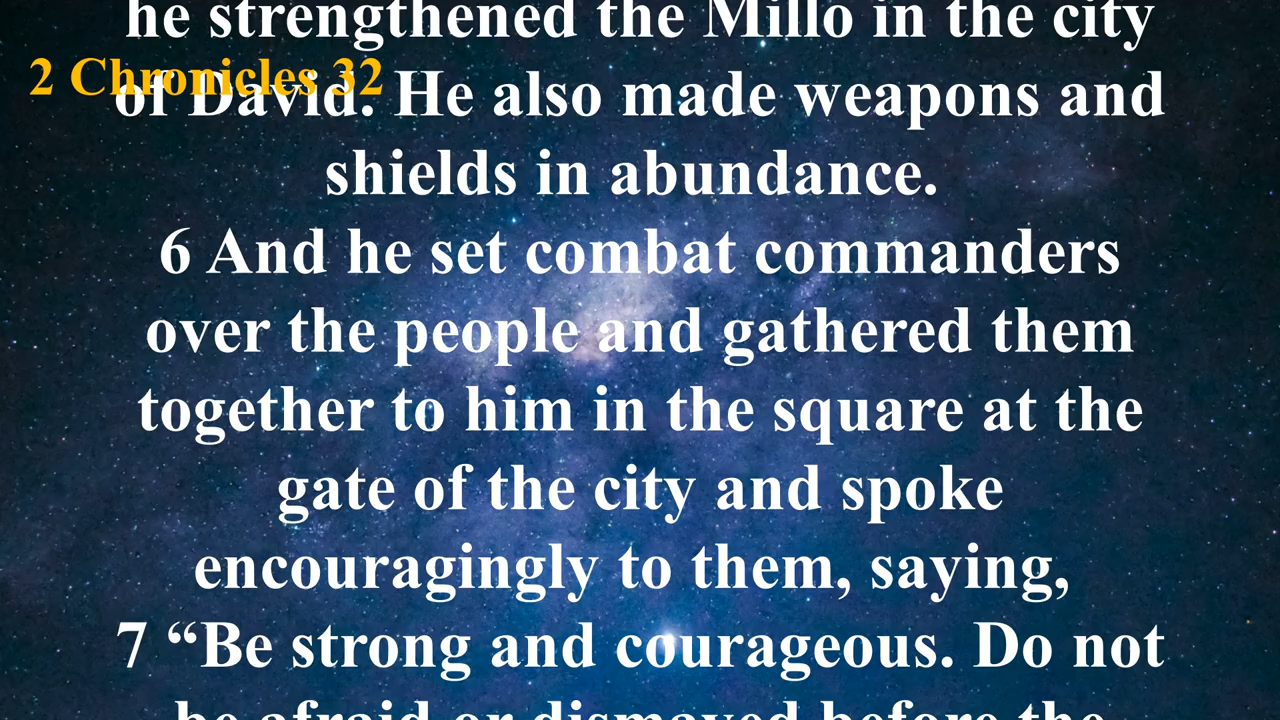 he strengthened the Millo in the city
2 Chronicles 32
of David. He also made weapons and
shields in abundance.
6 And he set combat commanders
over the people and gathered them
together to him in the square at the
gate of the city and spoke
encouragingly to them, saying,
7 “Be strong and courageous. Do not
be afraid or dismayed before the